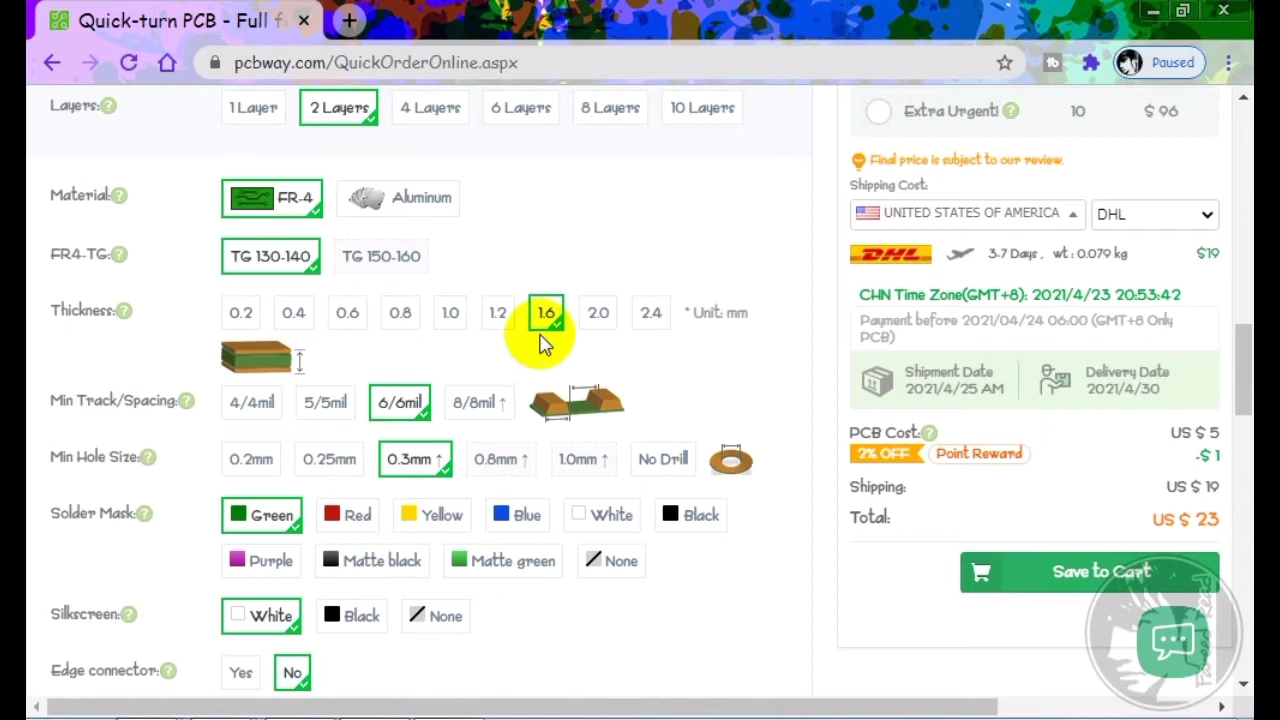 Quick-turn PCB - Full f
pcbway.com/QuickOrderOnline.aspx
Paused
Layers:
1 Layer
2 Layers
4 Layers
6 Layers
8 Layers
10 Layers
Material:
FR-4
Aluminum
FR4-TG:
TG 130-140
TG 150-160
Thickness:
0.2
0.4
0.6
0.8
1.0
1.2
1.6
2.0
2.4
* Unit: mm
Min Track/Spacing:
4/4mil
5/5mil
6/6mil
8/8mil ↑
Min Hole Size:
0.2mm
0.25mm
0.3mm ↑
0.8mm ↑
1.0mm ↑
No Drill
Solder Mask:
Green
Red
Yellow
Blue
White
Black
Purple
Matte black
Matte green
None
Silkscreen:
White
Black
None
Edge connector:
Yes
No
Extra Urgent!
10
$ 96
Final price is subject to our review.
Shipping Cost:
UNITED STATES OF AMERICA
DHL
DHL
3-7 Days , wt : 0.079 kg
$19
CHN Time Zone(GMT+8): 2021/4/23 20:53:42
Payment before 2021/04/24 06:00 (GMT+8 Only
PCB)
Shipment Date
2021/4/25 AM
Delivery Date
2021/4/30
PCB Cost:
US $ 5
2% OFF
Point Reward
-$ 1
Shipping:
US $ 19
Total:
US $ 23
Save to Cart